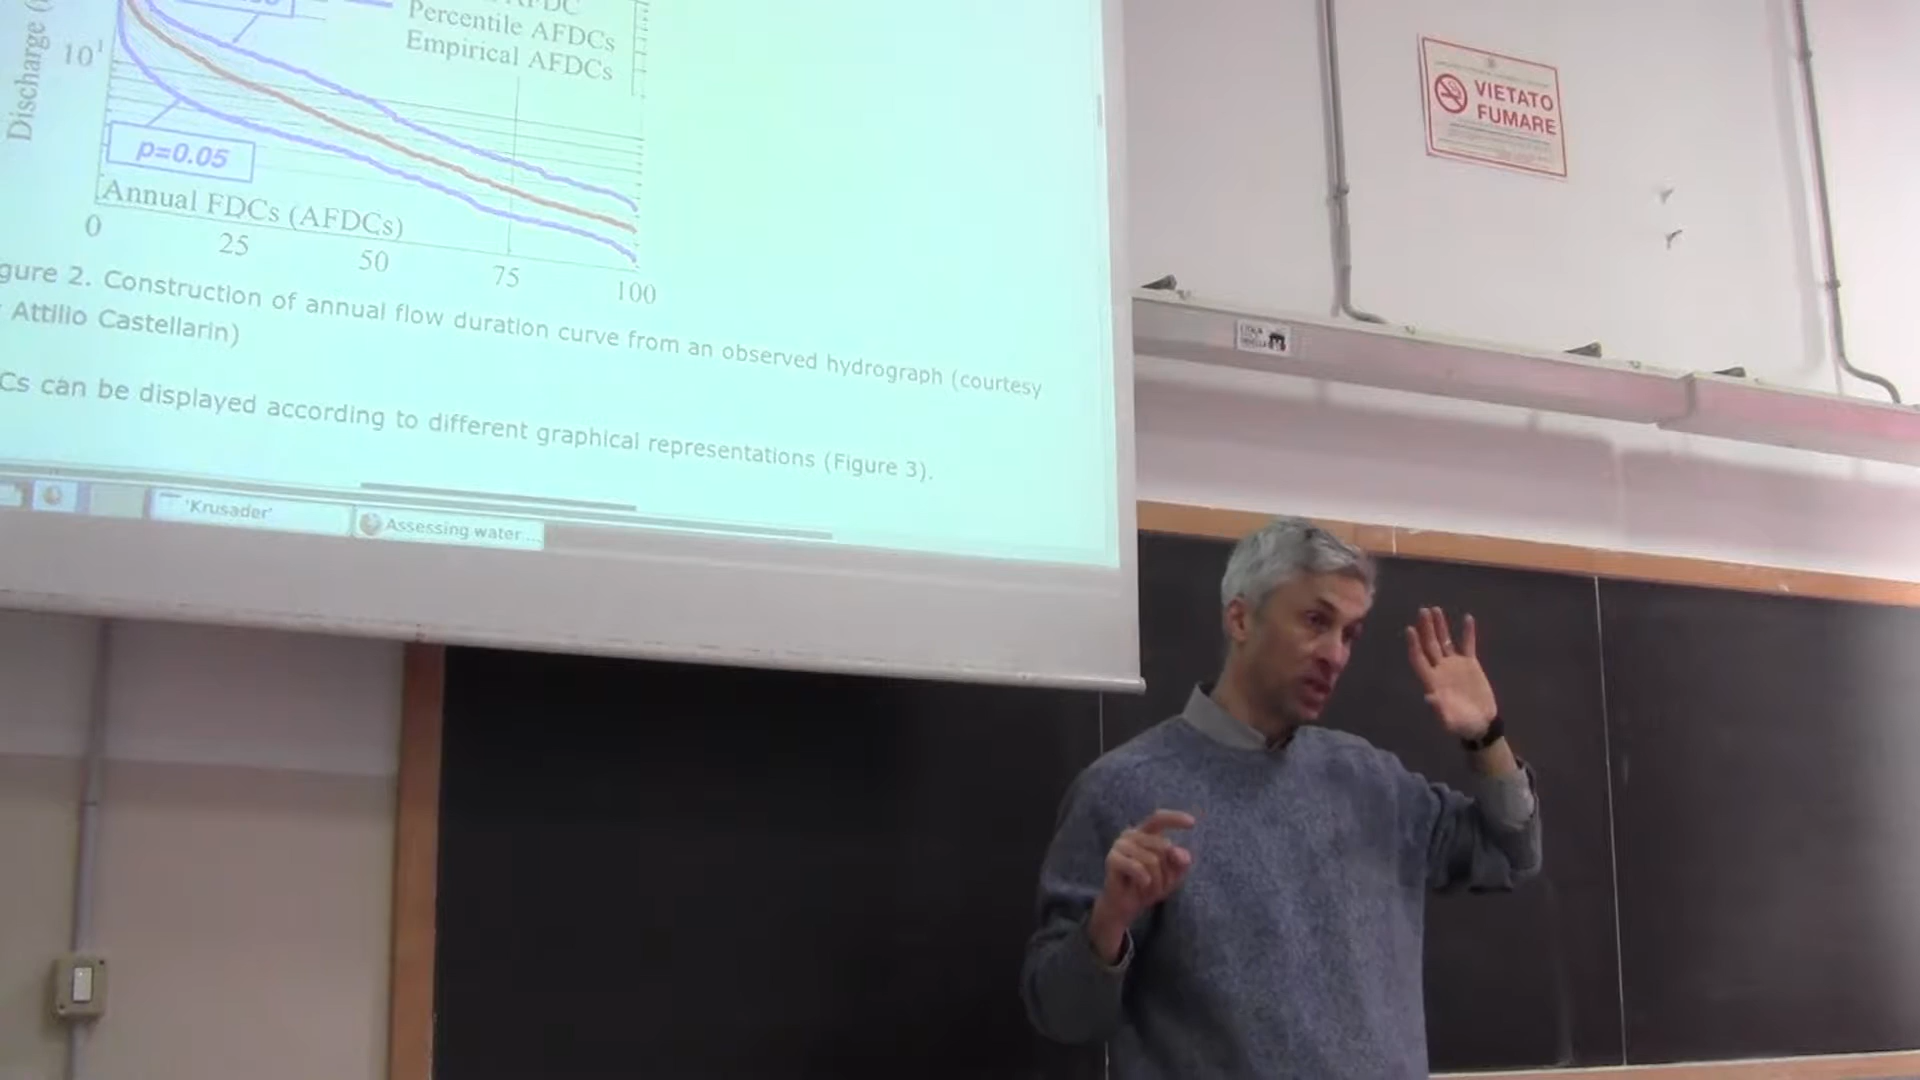 Discharge
10¹
AFDC
Percentile AFDCs
Empirical AFDCs
p=0.05
Annual FDCs (AFDCs)
0 25 50 75 100
gure 2. Construction of annual flow duration curve from an observed hydrograph (courtesy
Attilio Castellarin)
Cs can be displayed according to different graphical representations (Figure 3).
'Krusader'
Assessing water ...
VIETATO
FUMARE